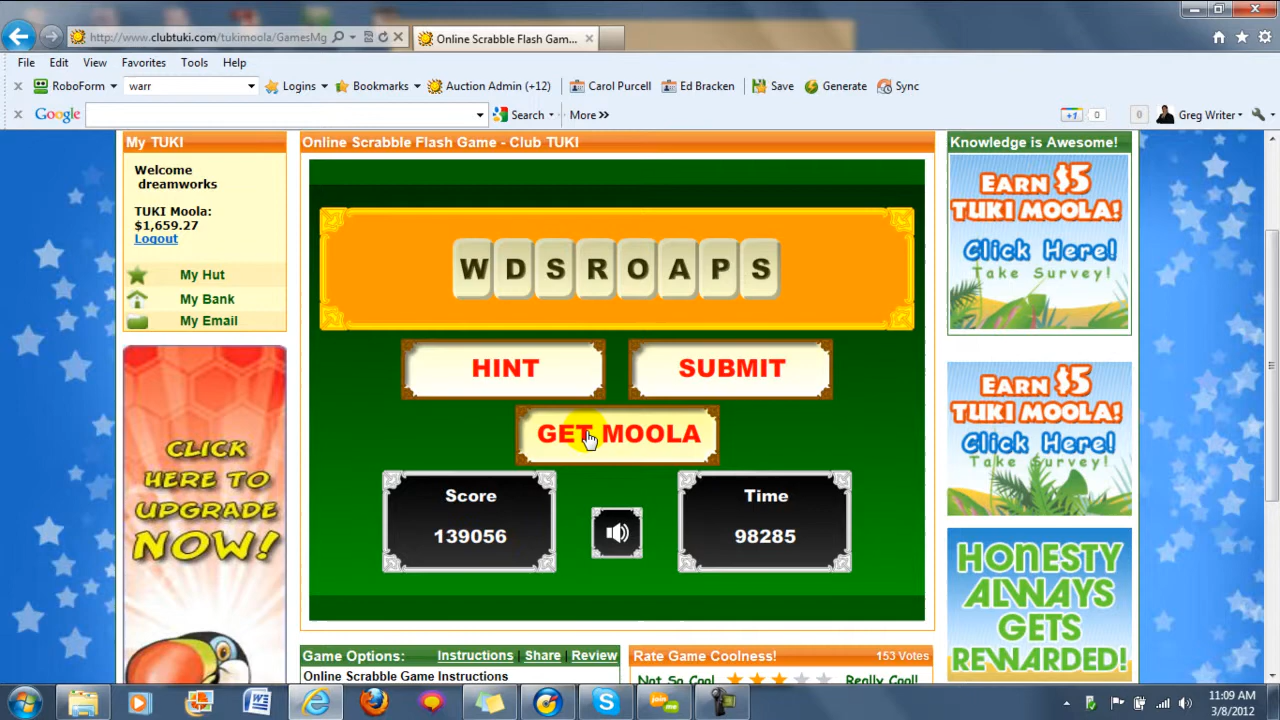 http://www.clubtuki.com/tukimoola/GamesMg
Online Scrabble Flash Gam...
File Edit View Favorites Tools Help
RoboForm warr Logins Bookmarks Auction Admin (+12) Carol Purcell Ed Bracken Save Generate Sync
Google Search More >> +1 0 0 Greg Writer
My TUKI
Welcome
dreamworks
TUKI Moola:
$1,659.27
Logout
My Hut
My Bank
My Email
CLICK
HERE TO
UPGRADE
NOW!
Online Scrabble Flash Game - Club TUKI
W D S R O A P S
HINT SUBMIT
GET MOOLA
Score
139056
Time
98285
Game Options: Instructions | Share | Review
Online Scrabble Game Instructions
Rate Game Coolness! 153 Votes
Not So Cool Really Cool!
Knowledge is Awesome!
EARN $5
TUKI MOOLA!
Click Here!
Take Survey!
EARN $5
TUKI MOOLA!
Click Here!
Take Survey!
HONESTY
ALWAYS
GETS
REWARDED!
11:09 AM
3/8/2012